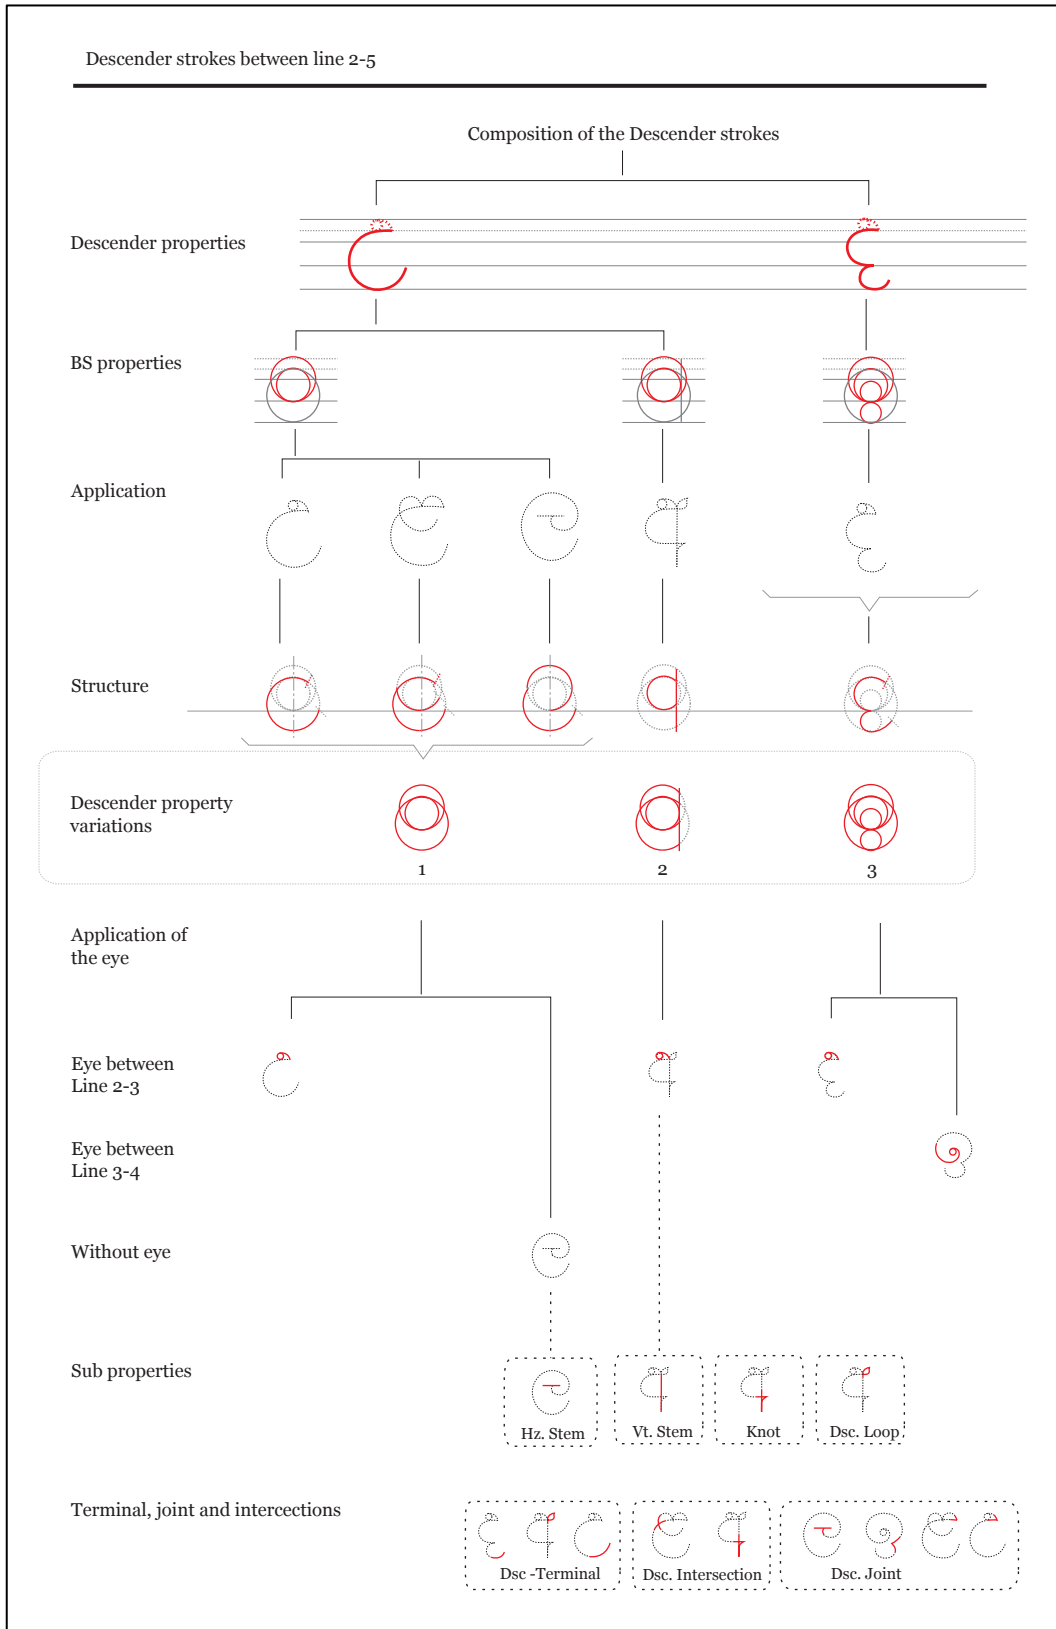 Descender strokes between line 2-5
Composition of the Descender strokes
Descender properties
BS properties
Application
Structure
Descender property
variations
1
2
3
Application of
the eye
Eye between
Line 2-3
Eye between
Line 3-4
Without eye
Sub properties
Hz. Stem
Vt. Stem
Knot
Dsc. Loop
Terminal, joint and intercections
Dsc -Terminal
Dsc. Intersection
Dsc. Joint